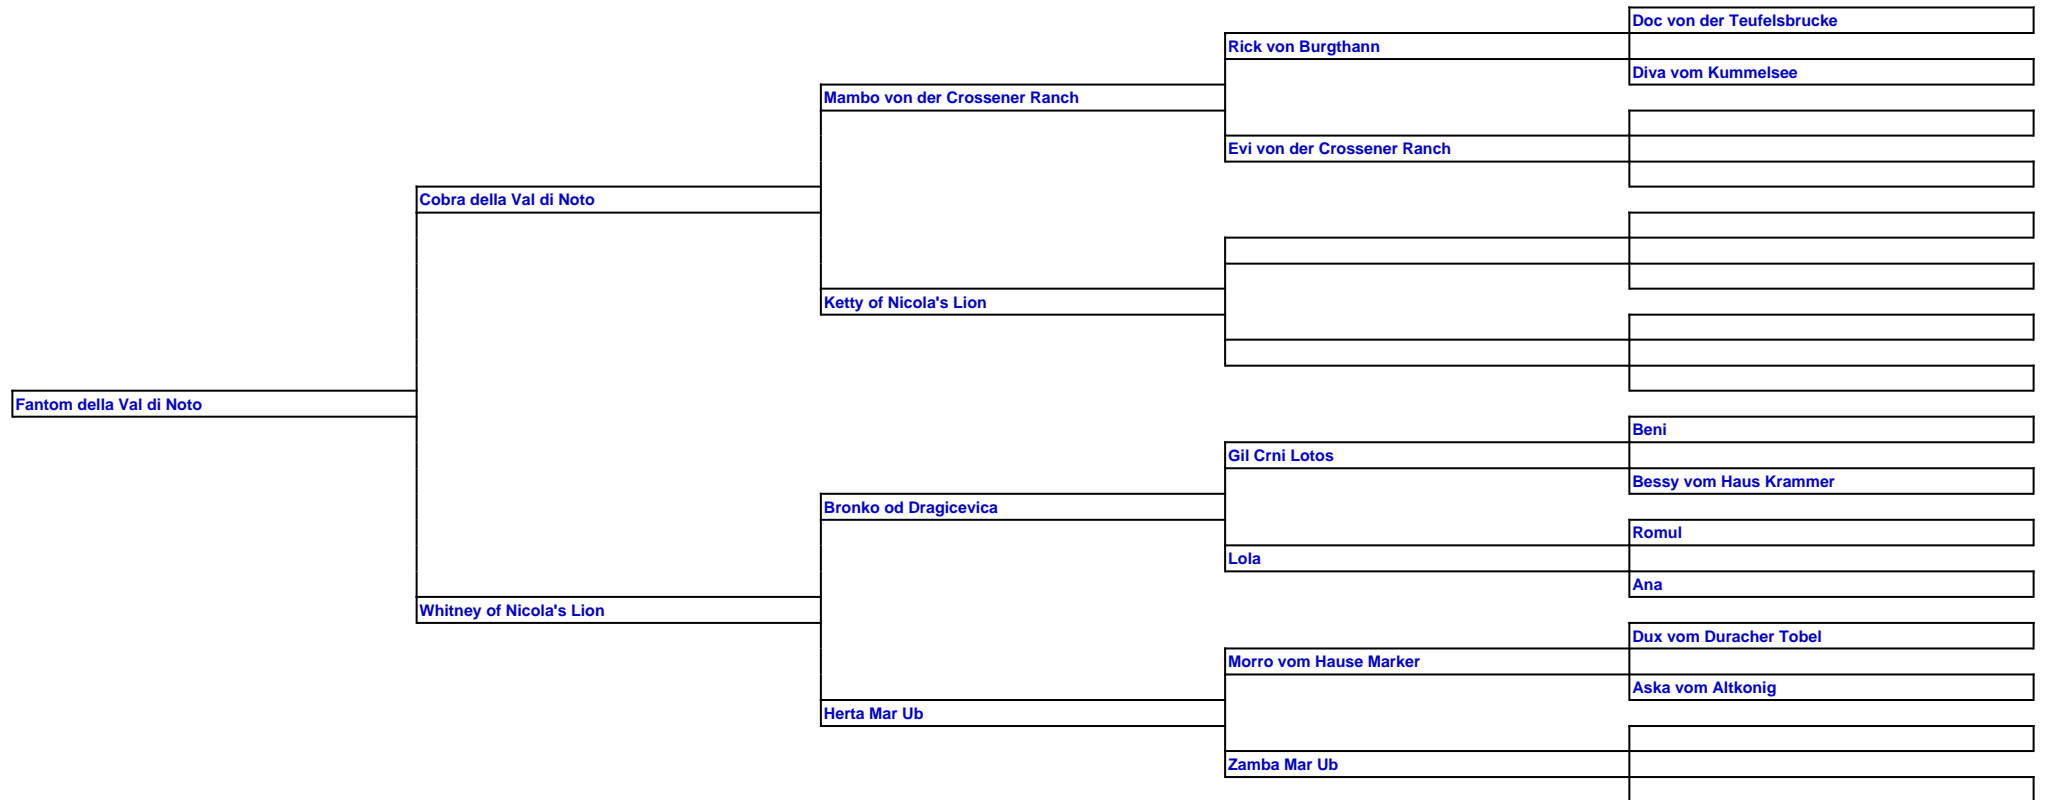 Doc von der Teufelsbrucke
Rick von Burgthann
Diva vom Kummelsee
Mambo von der Crossener Ranch
Evi von der Crossener Ranch
Cobra della Val di Noto
Ketty of Nicola's Lion
Fantom della Val di Noto
Beni
Gil Crni Lotos
Bessy vom Haus Krammer
Bronko od Dragicevica
Romul
Lola
Ana
Whitney of Nicola's Lion
Dux vom Duracher Tobel
Morro vom Hause Marker
Aska vom Altkonig
Herta Mar Ub
Zamba Mar Ub